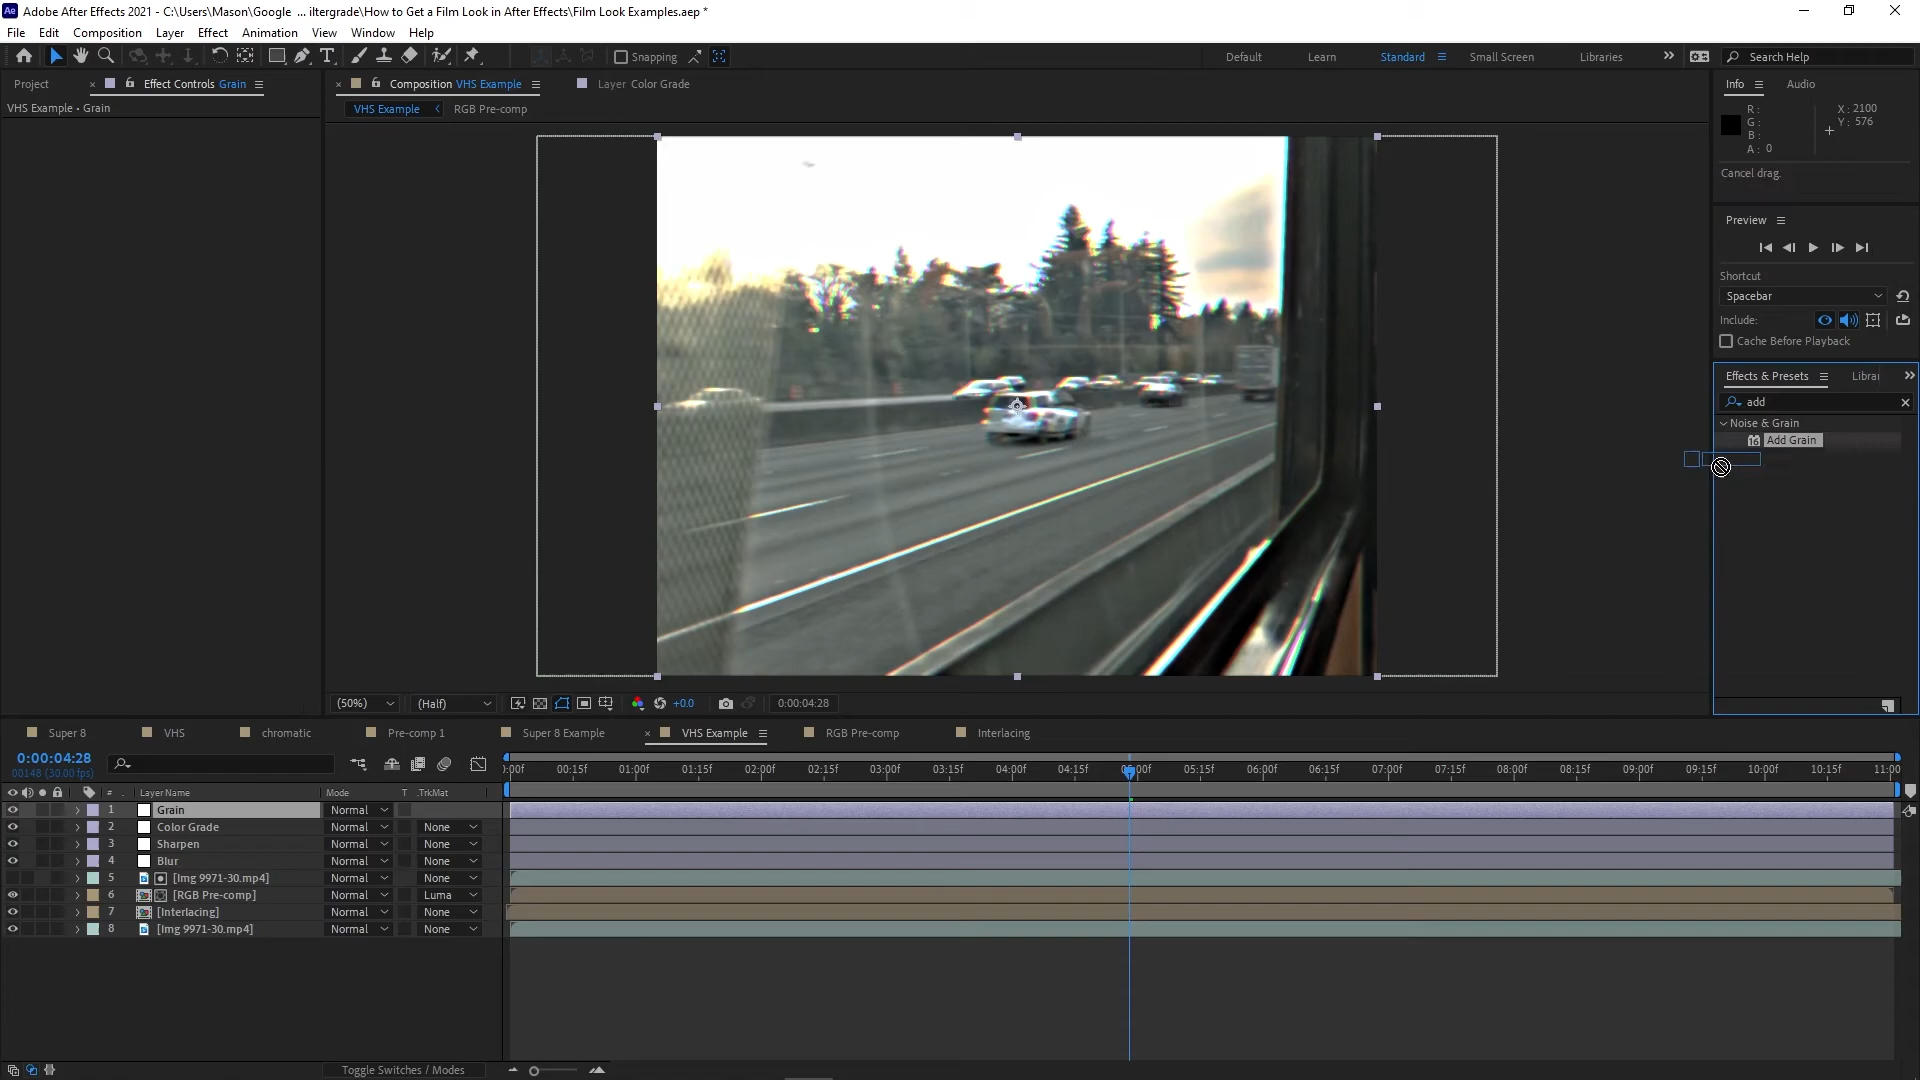 Ae Adobe After Effects 2021 - C:\Users\Mason\Google ... iltergrade\How to Get a Film Look in After Effects\Film Look Examples.aep *
File Edit Composition Layer Effect Animation View Window Help
Snapping Default Learn Standard Small Screen Libraries Search Help
Project Effect Controls Grain Composition VHS Example Layer Color Grade Info Audio
VHS Example • Grain VHS Example RGB Pre-comp
R :
G :
B :
A : 0
X : 2100
Y : 576
Cancel drag.
Preview
Shortcut
Spacebar
Include:
Cache Before Playback
Effects & Presets Librar
add
Noise & Grain
16 Add Grain
(50%) (Half) +0.0 0:00:04:28
Super 8 VHS chromatic Pre-comp 1 Super 8 Example VHS Example RGB Pre-comp Interlacing
0:00:04:28
00148 (30.00 fps)
):00f 00:15f 01:00f 01:15f 02:00f 02:15f 03:00f 03:15f 04:00f 04:15f 05:00f 05:15f 06:00f 06:15f 07:00f 07:15f 08:00f 08:15f 09:00f 09:15f 10:00f 10:15f 11:00f
# Layer Name Mode T .TrkMat
1 Grain Normal
2 Color Grade Normal None
3 Sharpen Normal None
4 Blur Normal None
5 [Img 9971-30.mp4] Normal None
6 [RGB Pre-comp] Normal Luma
7 [Interlacing] Normal None
8 [Img 9971-30.mp4] Normal None
Toggle Switches / Modes